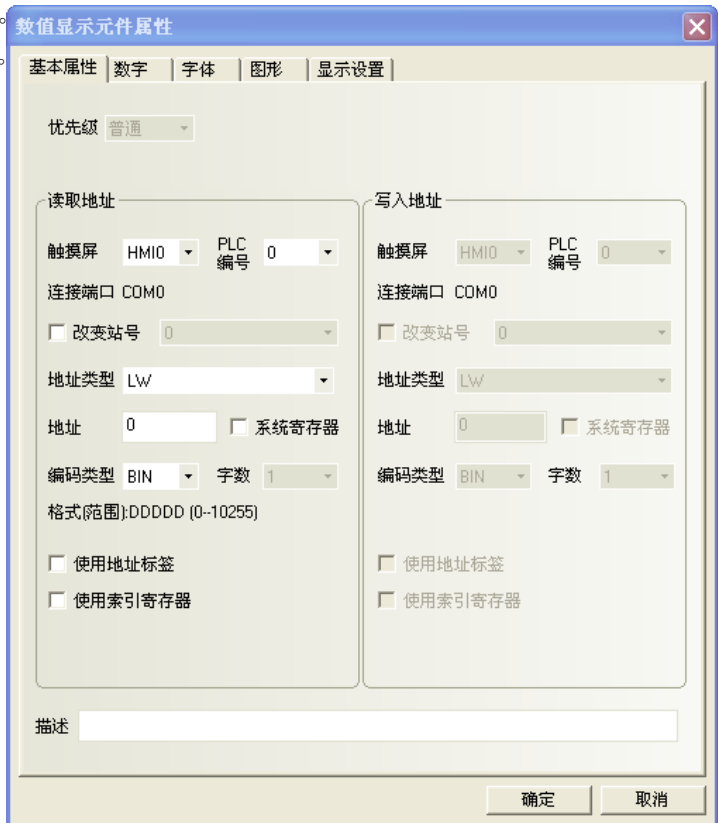 数值显示元件属性
基本属性 数字 字体 图形 显示设置
优先级 普通
读取地址
触摸屏 HMI0 PLC编号 0
连接端口 COM0
改变站号 0
地址类型 LW
地址 0 系统寄存器
编码类型 BIN 字数 1
格式(范围):DDDDD (0--10255)
使用地址标签
使用索引寄存器
写入地址
触摸屏 HMI0 PLC编号 0
连接端口 COM0
改变站号 0
地址类型 LW
地址 0 系统寄存器
编码类型 BIN 字数 1
使用地址标签
使用索引寄存器
描述
确定 取消